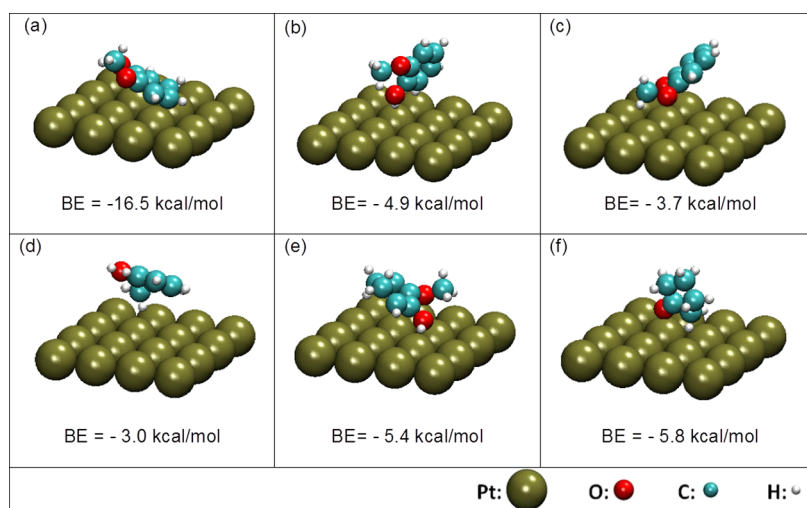 (a) (b) (c)
BE = -16.5 kcal/mol BE= - 4.9 kcal/mol BE= - 3.7 kcal/mol
(d) (e) (f)
BE = - 3.0 kcal/mol BE= - 5.4 kcal/mol BE = - 5.8 kcal/mol
Pt: O: C: H: